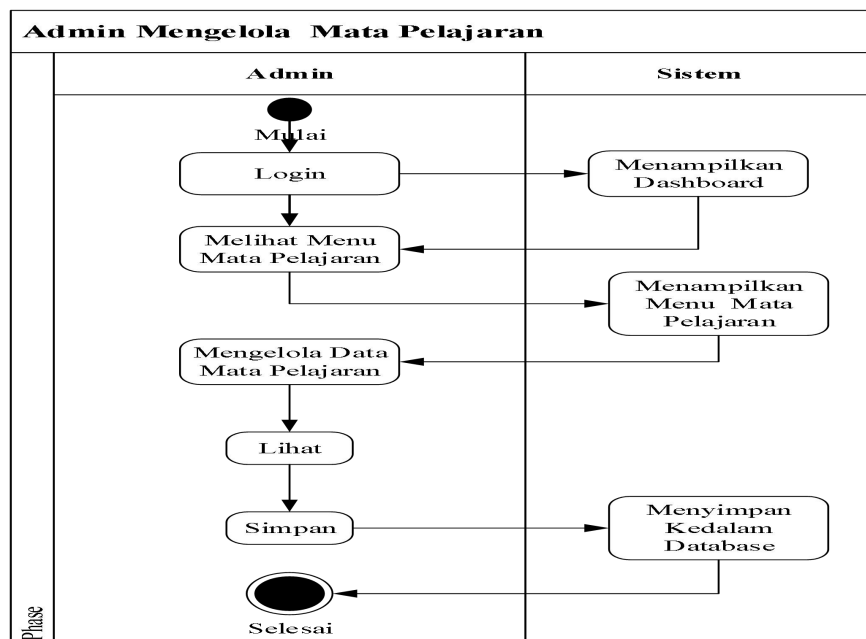 Admin Mengelola Mata Pelajaran
Admin
Sistem
Mulai
Login
Menampilkan
Dashboard
Melihat Menu
Mata Pelajaran
Menampilkan
Menu Mata
Pelajaran
Mengelola Data
Mata Pelajaran
Lihat
Simpan
Menyimpan
Kedalam
Database
Selesai
Phase